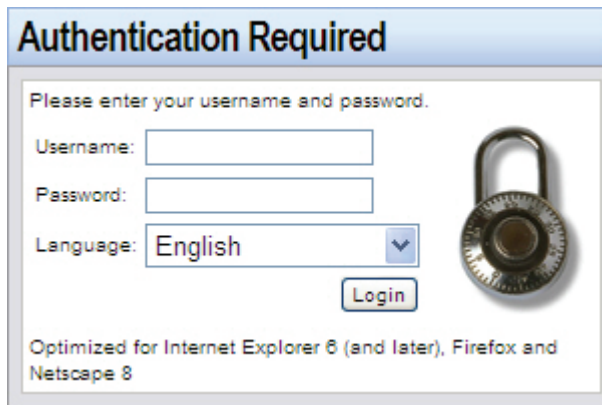 Authentication Required
Please enter your username and password.
Username:
Password:
Language: English
Login
Optimized for Internet Explorer 6 (and later), Firefox and
Netscape 8